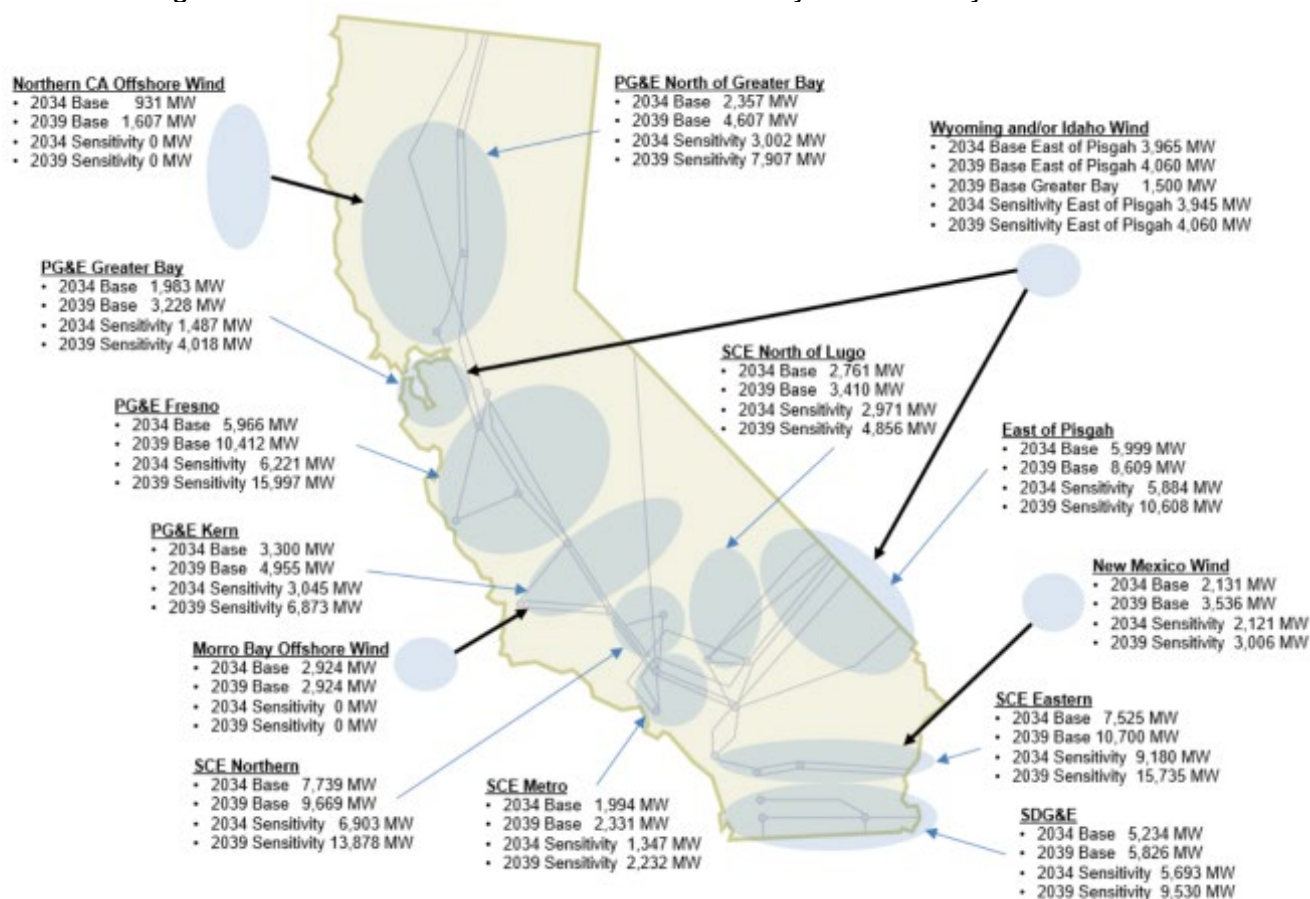 Northern CA Offshore Wind
• 2034 Base 931 MW
• 2039 Base 1,607 MW
• 2034 Sensitivity 0 MW
• 2039 Sensitivity 0 MW
PG&E North of Greater Bay
• 2034 Base 2,357 MW
• 2039 Base 4,607 MW
• 2034 Sensitivity 3,002 MW
• 2039 Sensitivity 7,907 MW
Wyoming and/or Idaho Wind
• 2034 Base East of Pisgah 3,965 MW
• 2039 Base East of Pisgah 4,060 MW
• 2039 Base Greater Bay 1,500 MW
• 2034 Sensitivity East of Pisgah 3,945 MW
• 2039 Sensitivity East of Pisgah 4,060 MW
PG&E Greater Bay
• 2034 Base 1,983 MW
• 2039 Base 3,228 MW
• 2034 Sensitivity 1,487 MW
• 2039 Sensitivity 4,018 MW
SCE North of Lugo
• 2034 Base 2,761 MW
• 2039 Base 3,410 MW
• 2034 Sensitivity 2,971 MW
• 2039 Sensitivity 4,856 MW
PG&E Fresno
• 2034 Base 5,966 MW
• 2039 Base 10,412 MW
• 2034 Sensitivity 6,221 MW
• 2039 Sensitivity 15,997 MW
East of Pisgah
• 2034 Base 5,999 MW
• 2039 Base 8,609 MW
• 2034 Sensitivity 5,884 MW
• 2039 Sensitivity 10,608 MW
PG&E Kern
• 2034 Base 3,300 MW
• 2039 Base 4,955 MW
• 2034 Sensitivity 3,045 MW
• 2039 Sensitivity 6,873 MW
New Mexico Wind
• 2034 Base 2,131 MW
• 2039 Base 3,536 MW
• 2034 Sensitivity 2,121 MW
• 2039 Sensitivity 3,006 MW
Morro Bay Offshore Wind
• 2034 Base 2,924 MW
• 2039 Base 2,924 MW
• 2034 Sensitivity 0 MW
• 2039 Sensitivity 0 MW
SCE Eastern
• 2034 Base 7,525 MW
• 2039 Base 10,700 MW
• 2034 Sensitivity 9,180 MW
• 2039 Sensitivity 15,735 MW
SCE Northern
• 2034 Base 7,739 MW
• 2039 Base 9,669 MW
• 2034 Sensitivity 6,903 MW
• 2039 Sensitivity 13,878 MW
SCE Metro
• 2034 Base 1,994 MW
• 2039 Base 2,331 MW
• 2034 Sensitivity 1,347 MW
• 2039 Sensitivity 2,232 MW
SDG&E
• 2034 Base 5,234 MW
• 2039 Base 5,826 MW
• 2034 Sensitivity 5,693 MW
• 2039 Sensitivity 9,530 MW